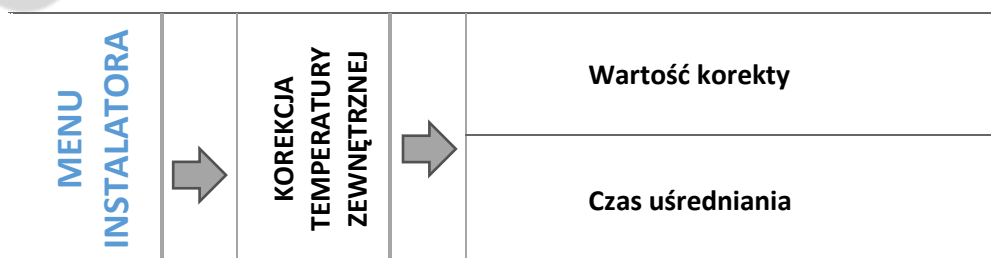 MENU
INSTALATORA
KOREKCJA
TEMPERATURY
ZEWNĘTRZNEJ
Wartość korekty
Czas uśredniania